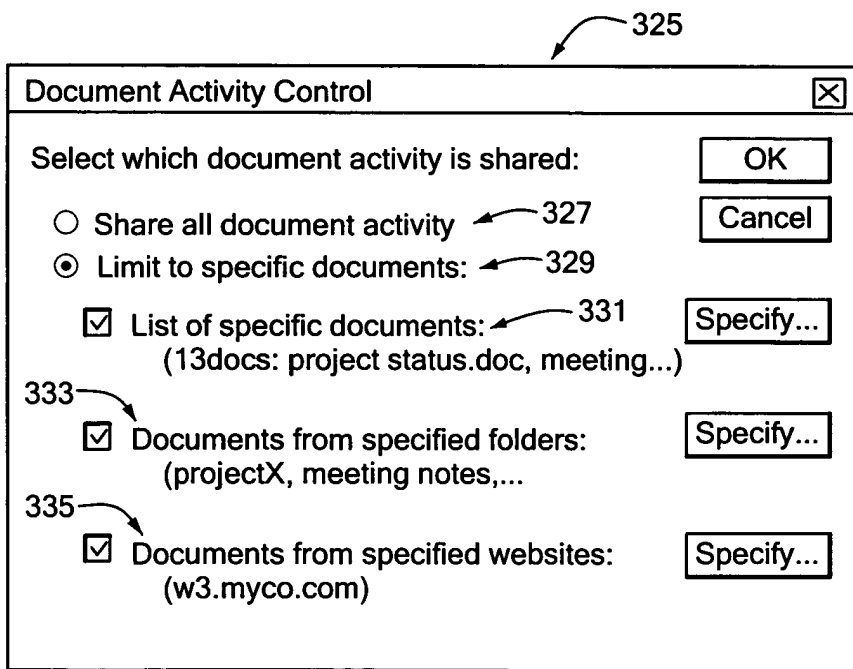 325
Document Activity Control
Select which document activity is shared:
OK
Share all document activity
327
Cancel
Limit to specific documents:
329
List of specific documents:
331
Specify...
(13docs: project status.doc, meeting...)
333
Documents from specified folders:
Specify...
(projectX, meeting notes,...
335
Documents from specified websites:
Specify...
(w3.myco.com)